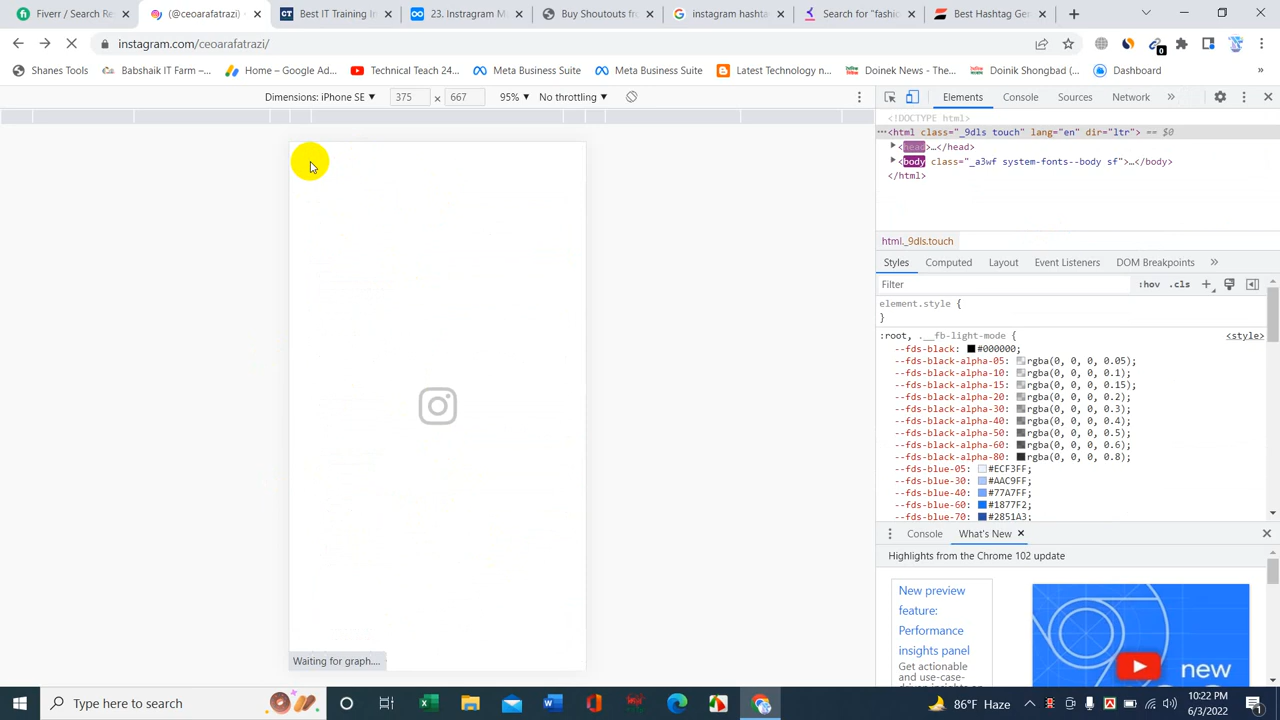 Fiverr / Search Re
(@ceoarafatrazi)
Best IT Training In
23. Instragram M
Buy Shoutouts fro
instagram hashta
Search for "fashio
Best Hashtag Gen
instagram.com/ceoarafatrazi/
Shanes Tools
Babshaik IT Farm –...
Home – Google Ad...
Technical Teach 24...
Meta Business Suite
Meta Business Suite
Latest Technology n...
Doinek News - The...
Doinik Shongbad (...
Dashboard
Dimensions: iPhone SE
375
×
667
95%
No throttling
Elements
Console
Sources
Network
<!DOCTYPE html>
<html class="_9dls touch" lang="en" dir="ltr"> == $0
<head>…</head>
<body class="_a3wf system-fonts--body sf">…</body>
</html>
html._9dls.touch
Styles
Computed
Layout
Event Listeners
DOM Breakpoints
Filter
:hov
.cls
element.style {
}
:root, .__fb-light-mode {
<style>
--fds-black: #000000;
--fds-black-alpha-05: rgba(0, 0, 0, 0.05);
--fds-black-alpha-10: rgba(0, 0, 0, 0.1);
--fds-black-alpha-15: rgba(0, 0, 0, 0.15);
--fds-black-alpha-20: rgba(0, 0, 0, 0.2);
--fds-black-alpha-30: rgba(0, 0, 0, 0.3);
--fds-black-alpha-40: rgba(0, 0, 0, 0.4);
--fds-black-alpha-50: rgba(0, 0, 0, 0.5);
--fds-black-alpha-60: rgba(0, 0, 0, 0.6);
--fds-black-alpha-80: rgba(0, 0, 0, 0.8);
--fds-blue-05: #ECF3FF;
--fds-blue-30: #AAC9FF;
--fds-blue-40: #77A7FF;
--fds-blue-60: #1877F2;
--fds-blue-70: #2851A3;
Console
What's New
Highlights from the Chrome 102 update
New preview
feature:
Performance
insights panel
Get actionable
and use-case-
driven insights on
new
Waiting for graph....
Type here to search
86°F Haze
10:22 PM
6/3/2022